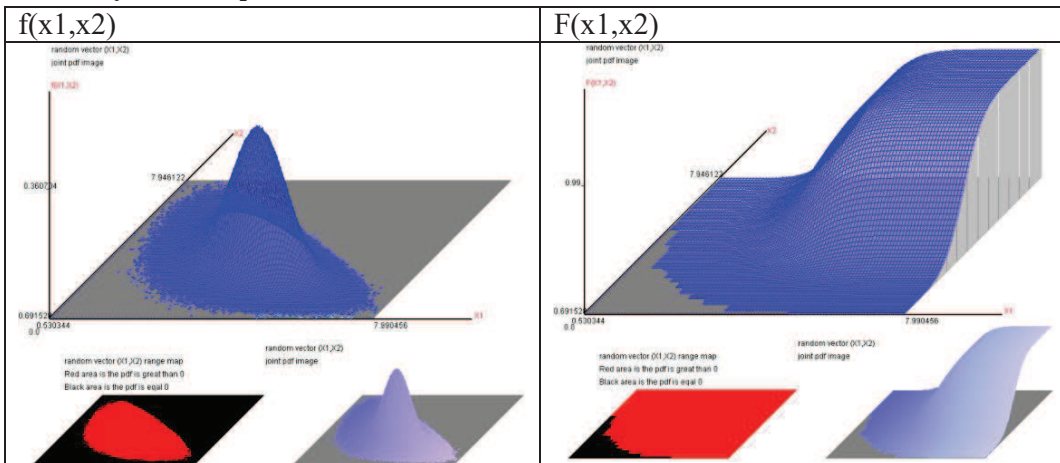 f(x1,x2)
random vector (X1,X2)
joint pdf image
f(X1,X2)
X2
7.946122
0.360704
0.691528
0.530344
0.0
7.990456
X1
random vector (X1,X2) range map
Red area is the pdf is great than 0
Black area is the pdf is eqal 0
random vector (X1,X2)
joint pdf image
F(x1,x2)
random vector (X1,X2)
joint pdf image
F(X1,X2)
X2
7.946122
0.99
0.691528
0.530344
0.0
7.990456
X1
random vector (X1,X2) range map
Red area is the pdf is great than 0
Black area is the pdf is eqal 0
random vector (X1,X2)
joint pdf image